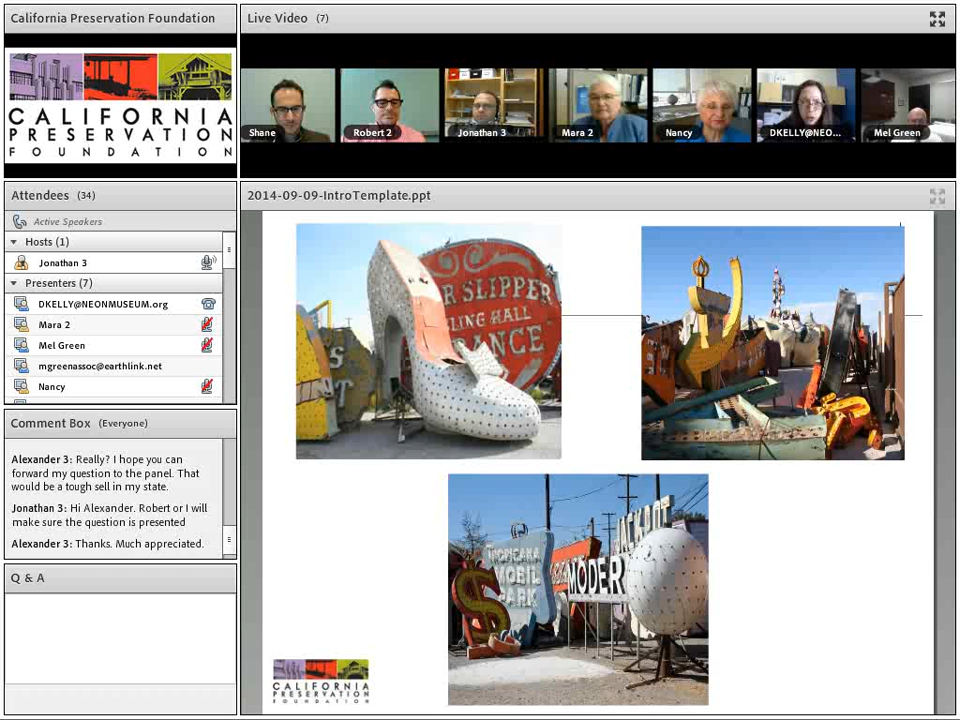 California Preservation Foundation
CALIFORNIA
PRESERVATION
FOUNDATION
Live Video (7)
Shane
Robert 2
Jonathan 3
Mara 2
Nancy
DKELLY@NEO...
Mel Green
Attendees (34)
Active Speakers
Hosts (1)
Jonathan 3
Presenters (7)
DKELLY@NEONMUSEUM.org
Mara 2
Mel Green
mgreenassoc@earthlink.net
Nancy
Comment Box (Everyone)
Alexander 3: Really? I hope you can
forward my question to the panel. That
would be a tough sell in my state.
Jonathan 3: Hi Alexander. Robert or I will
make sure the question is presented
Alexander 3: Thanks. Much appreciated.
Q & A
2014-09-09-IntroTemplate.ppt
R SLIPPER
LING HALL
ANCE
TROPICANA
MOBIL
PARK
MODER
JACKPOT
$
CALIFORNIA
PRESERVATION
FOUNDATION